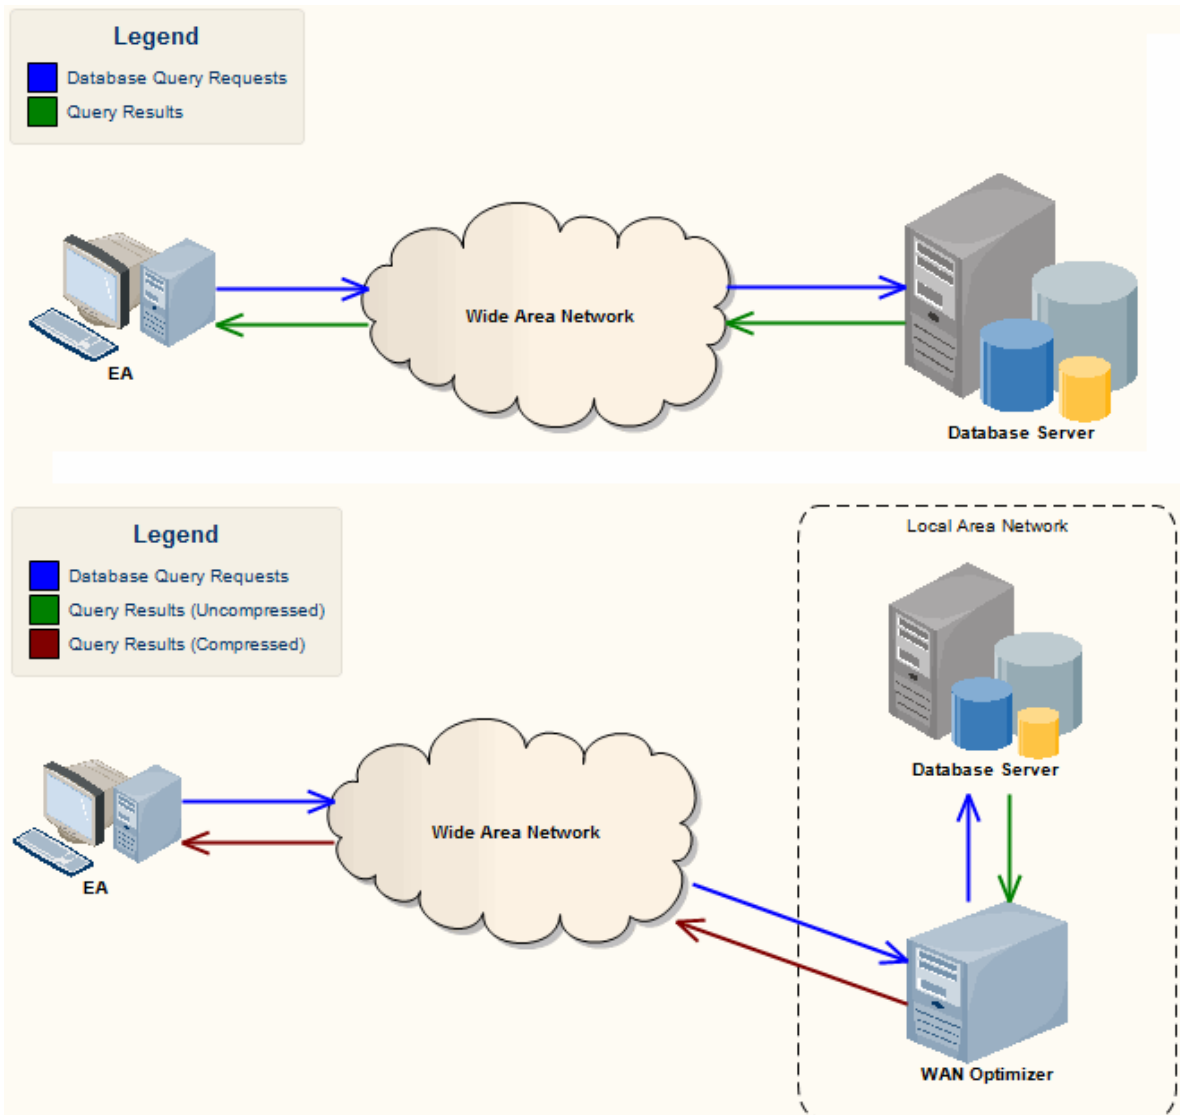 Legend
Database Query Requests
Query Results
Wide Area Network
EA
Database Server
Legend
Database Query Requests
Query Results (Uncompressed)
Query Results (Compressed)
Local Area Network
Database Server
Wide Area Network
EA
WAN Optimizer